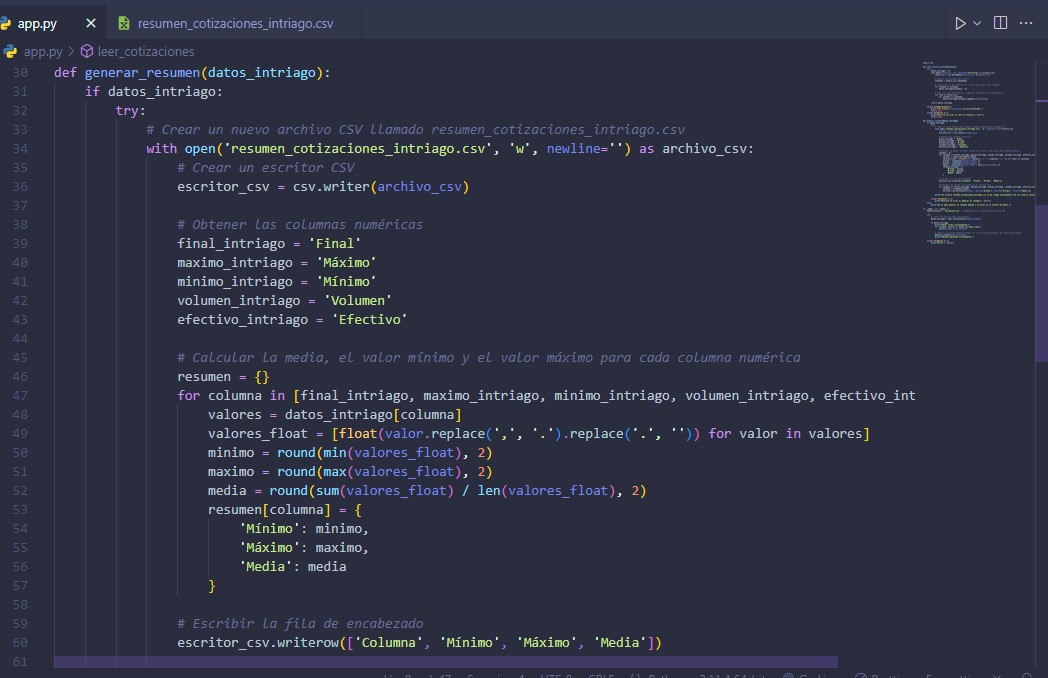 app.py
resumen_cotizaciones_intriago.csv
app.py > leer_cotizaciones
30 def generar_resumen(datos_intriago):
31 if datos_intriago:
32 try:
33 # Crear un nuevo archivo CSV llamado resumen_cotizaciones_intriago.csv
34 with open('resumen_cotizaciones_intriago.csv', 'w', newline='') as archivo_csv:
35 # Crear un escritor CSV
36 escritor_csv = csv.writer(archivo_csv)
37
38 # Obtener las columnas numéricas
39 final_intriago = 'Final'
40 maximo_intriago = 'Máximo'
41 minimo_intriago = 'Mínimo'
42 volumen_intriago = 'Volumen'
43 efectivo_intriago = 'Efectivo'
44
45 # Calcular la media, el valor mínimo y el valor máximo para cada columna numérica
46 resumen = {}
47 for columna in [final_intriago, maximo_intriago, minimo_intriago, volumen_intriago, efectivo_int
48 valores = datos_intriago[columna]
49 valores_float = [float(valor.replace(',', '.').replace('.', '')) for valor in valores]
50 minimo = round(min(valores_float), 2)
51 maximo = round(max(valores_float), 2)
52 media = round(sum(valores_float) / len(valores_float), 2)
53 resumen[columna] = {
54 'Mínimo': minimo,
55 'Máximo': maximo,
56 'Media': media
57 }
58
59 # Escribir la fila de encabezado
60 escritor_csv.writerow(['Columna', 'Mínimo', 'Máximo', 'Media'])
61